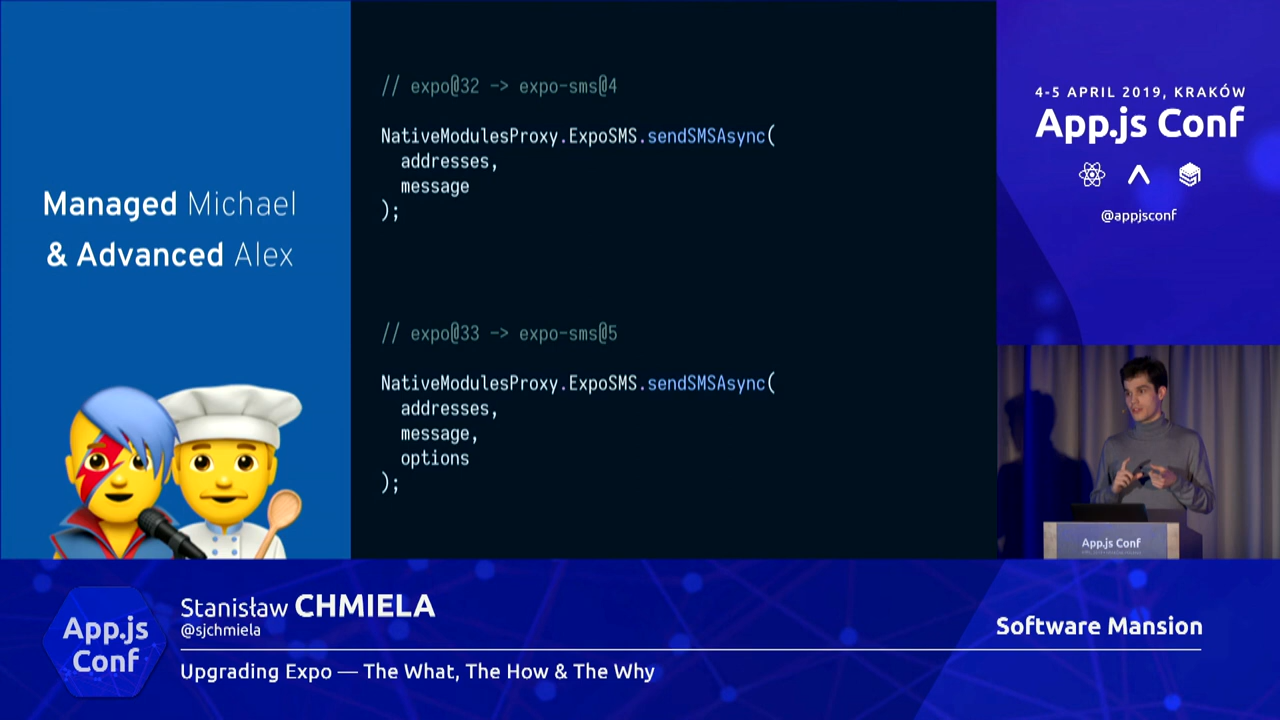 Managed Michael
& Advanced Alex
// expo@32 -> expo-sms@4
NativeModulesProxy.ExpoSMS.sendSMSAsync(
addresses,
message
);
// expo@33 -> expo-sms@5
NativeModulesProxy.ExpoSMS.sendSMSAsync(
addresses,
message,
options
);
4-5 APRIL 2019, KRAKÓW
App.js Conf
@appjsconf
App.js Conf
App.js
Conf
Stanisław CHMIELA
@sjchmiela
Upgrading Expo — The What, The How & The Why
Software Mansion